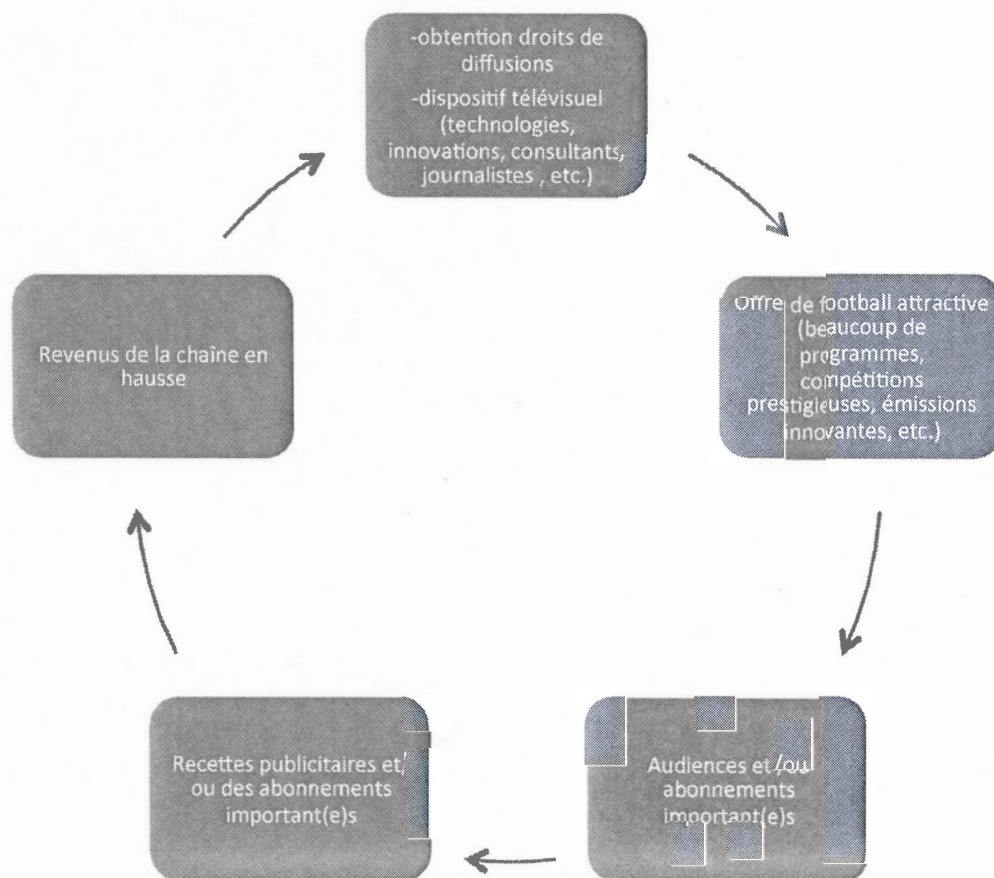 -obtention droits de
diffusions
-dispositif télévisuel
(technologies,
innovations, consultants,
journalistes , etc.)
Offre de football attractive
(beaucoup de
programmes,
compétitions
prestigieuses, émissions
innovantes, etc.)
Audiences et /ou
abonnements
important(e)s
Recettes publicitaires et/
ou des abonnements
important(e)s
Revenus de la chaîne en
hausse